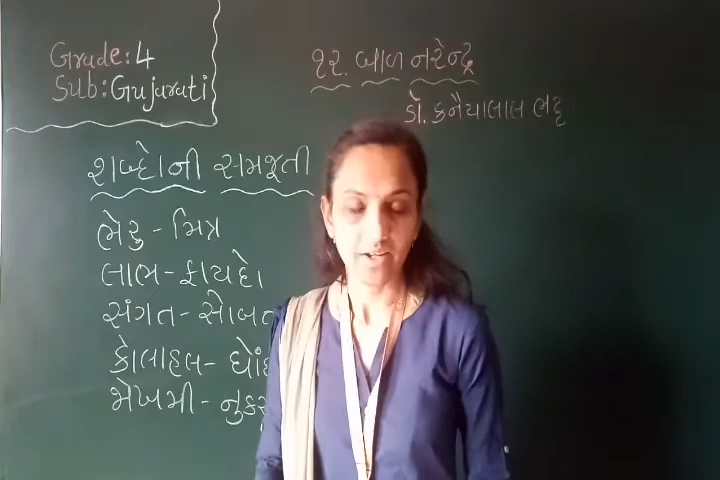 Grade: 4
Sub: Gujarati
૧૨. બાળ નરેન્દ્ર
ડૉ. કનૈયાલાલ ભટ્ટ
શબ્દોની સમજૂતી
ભેરુ - મિત્ર
લાભ - ફાયદો
સંગત - સોબત
કોલાહલ -
જોખમી -